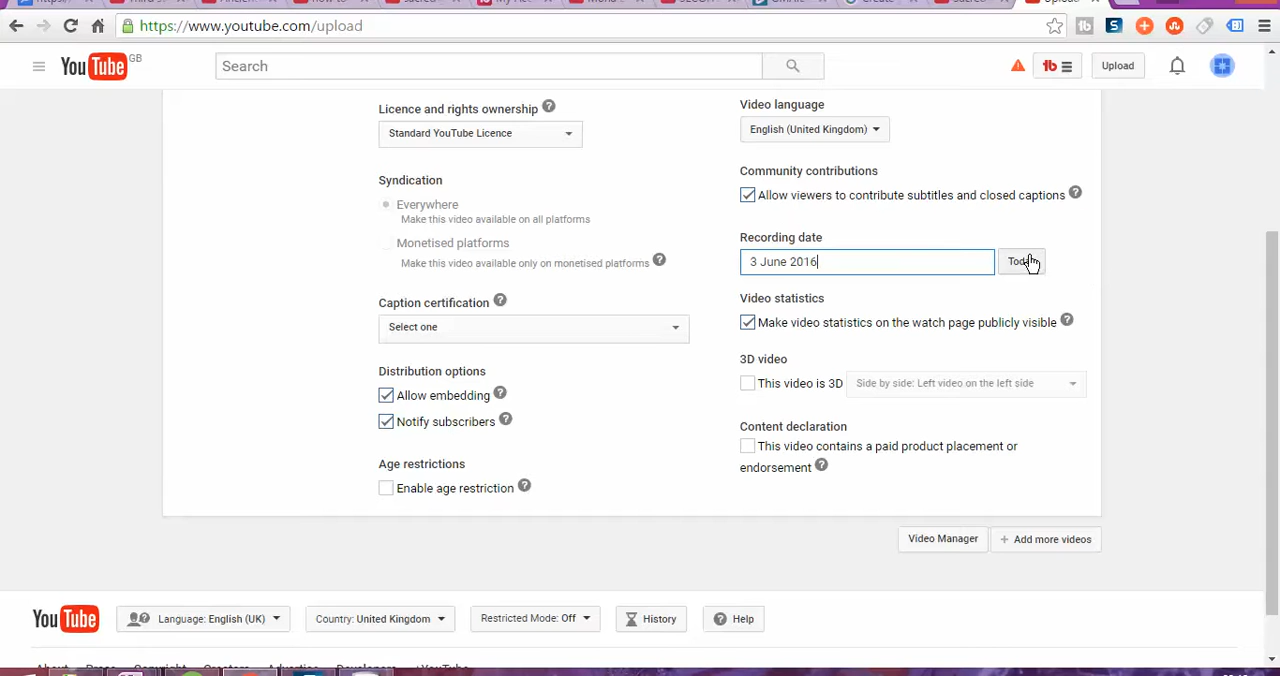 https://www.youtube.com/upload
YouTube GB
Search
Upload
Licence and rights ownership
Standard YouTube Licence
Syndication
Everywhere
Make this video available on all platforms
Monetised platforms
Make this video available only on monetised platforms
Caption certification
Select one
Distribution options
Allow embedding
Notify subscribers
Age restrictions
Enable age restriction
Video language
English (United Kingdom)
Community contributions
Allow viewers to contribute subtitles and closed captions
Recording date
3 June 2016
Video statistics
Make video statistics on the watch page publicly visible
3D video
This video is 3D
Side by side: Left video on the left side
Content declaration
This video contains a paid product placement or
endorsement
Video Manager
+ Add more videos
YouTube
Language: English (UK)
Country: United Kingdom
Restricted Mode: Off
History
Help